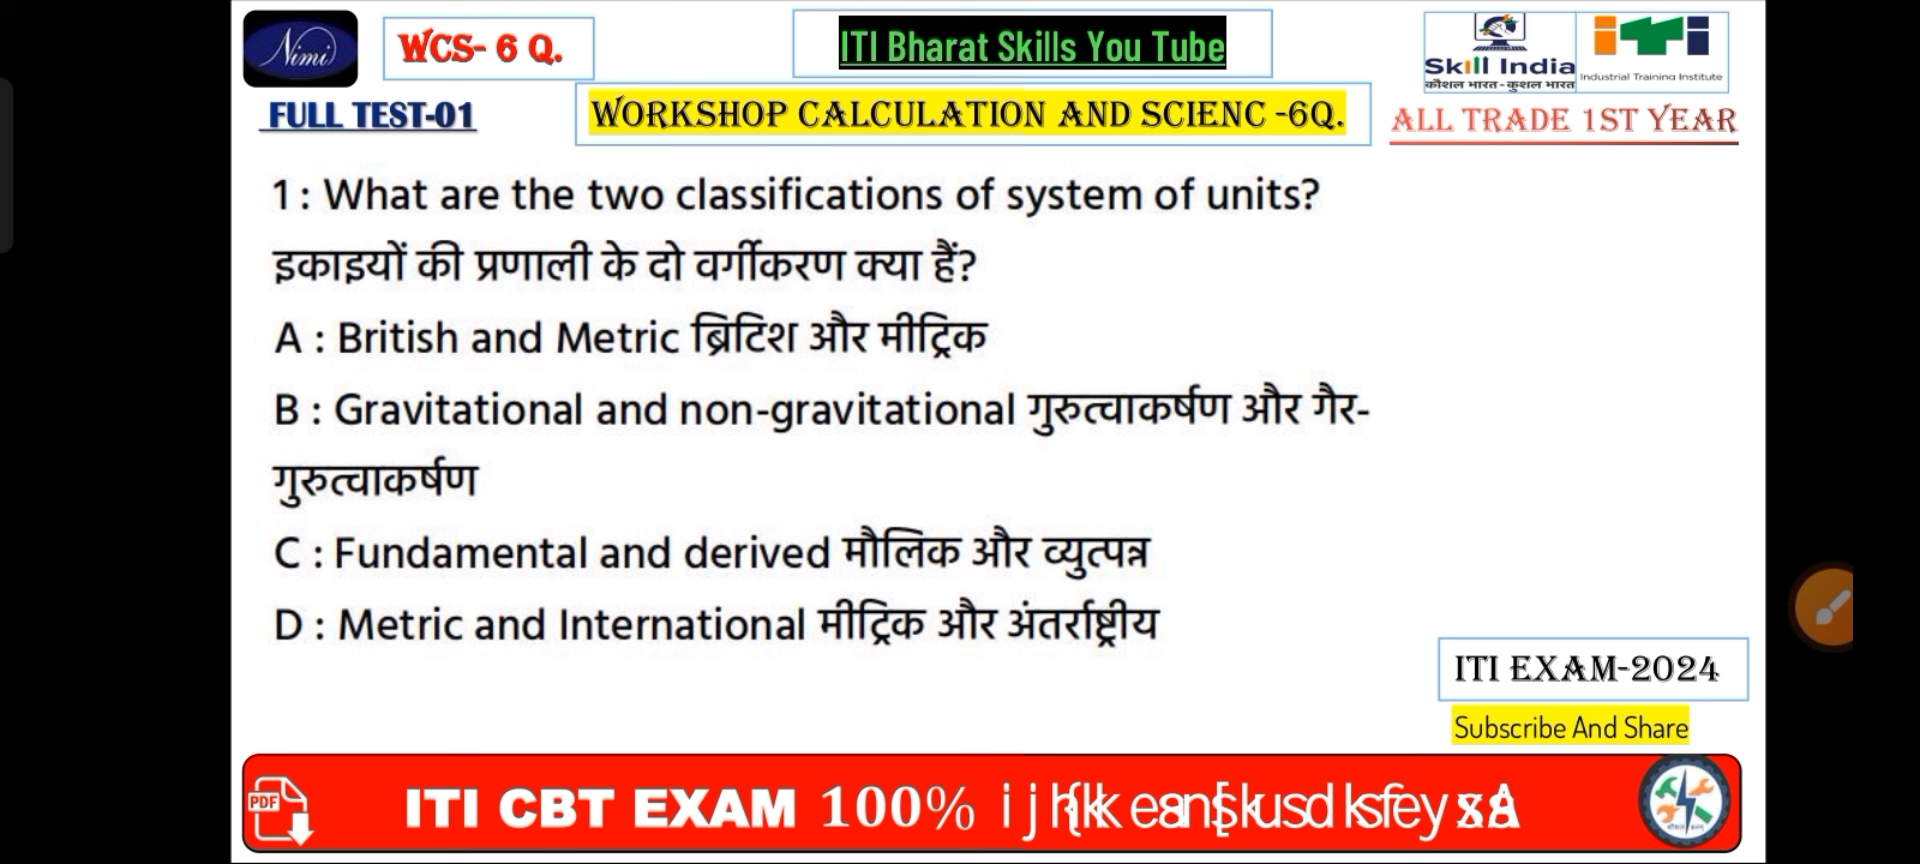 Nimi
WCS- 6 Q.
ITI Bharat Skills You Tube
Skill India
कौशल भारत-कुशल भारत
iTi
Industrial Training Institute
FULL TEST-01
WORKSHOP CALCULATION AND SCIENC -6Q.
ALL TRADE 1ST YEAR
1 : What are the two classifications of system of units?
इकाइयों की प्रणाली के दो वर्गीकरण क्या हैं?
A : British and Metric ब्रिटिश और मीट्रिक
B : Gravitational and non-gravitational गुरुत्वाकर्षण और गैर-
गुरुत्वाकर्षण
C : Fundamental and derived मौलिक और व्युत्पन्न
D : Metric and International मीट्रिक और अंतर्राष्ट्रीय
ITI EXAM-2024
Subscribe And Share
PDF
ITI CBT EXAM 100%